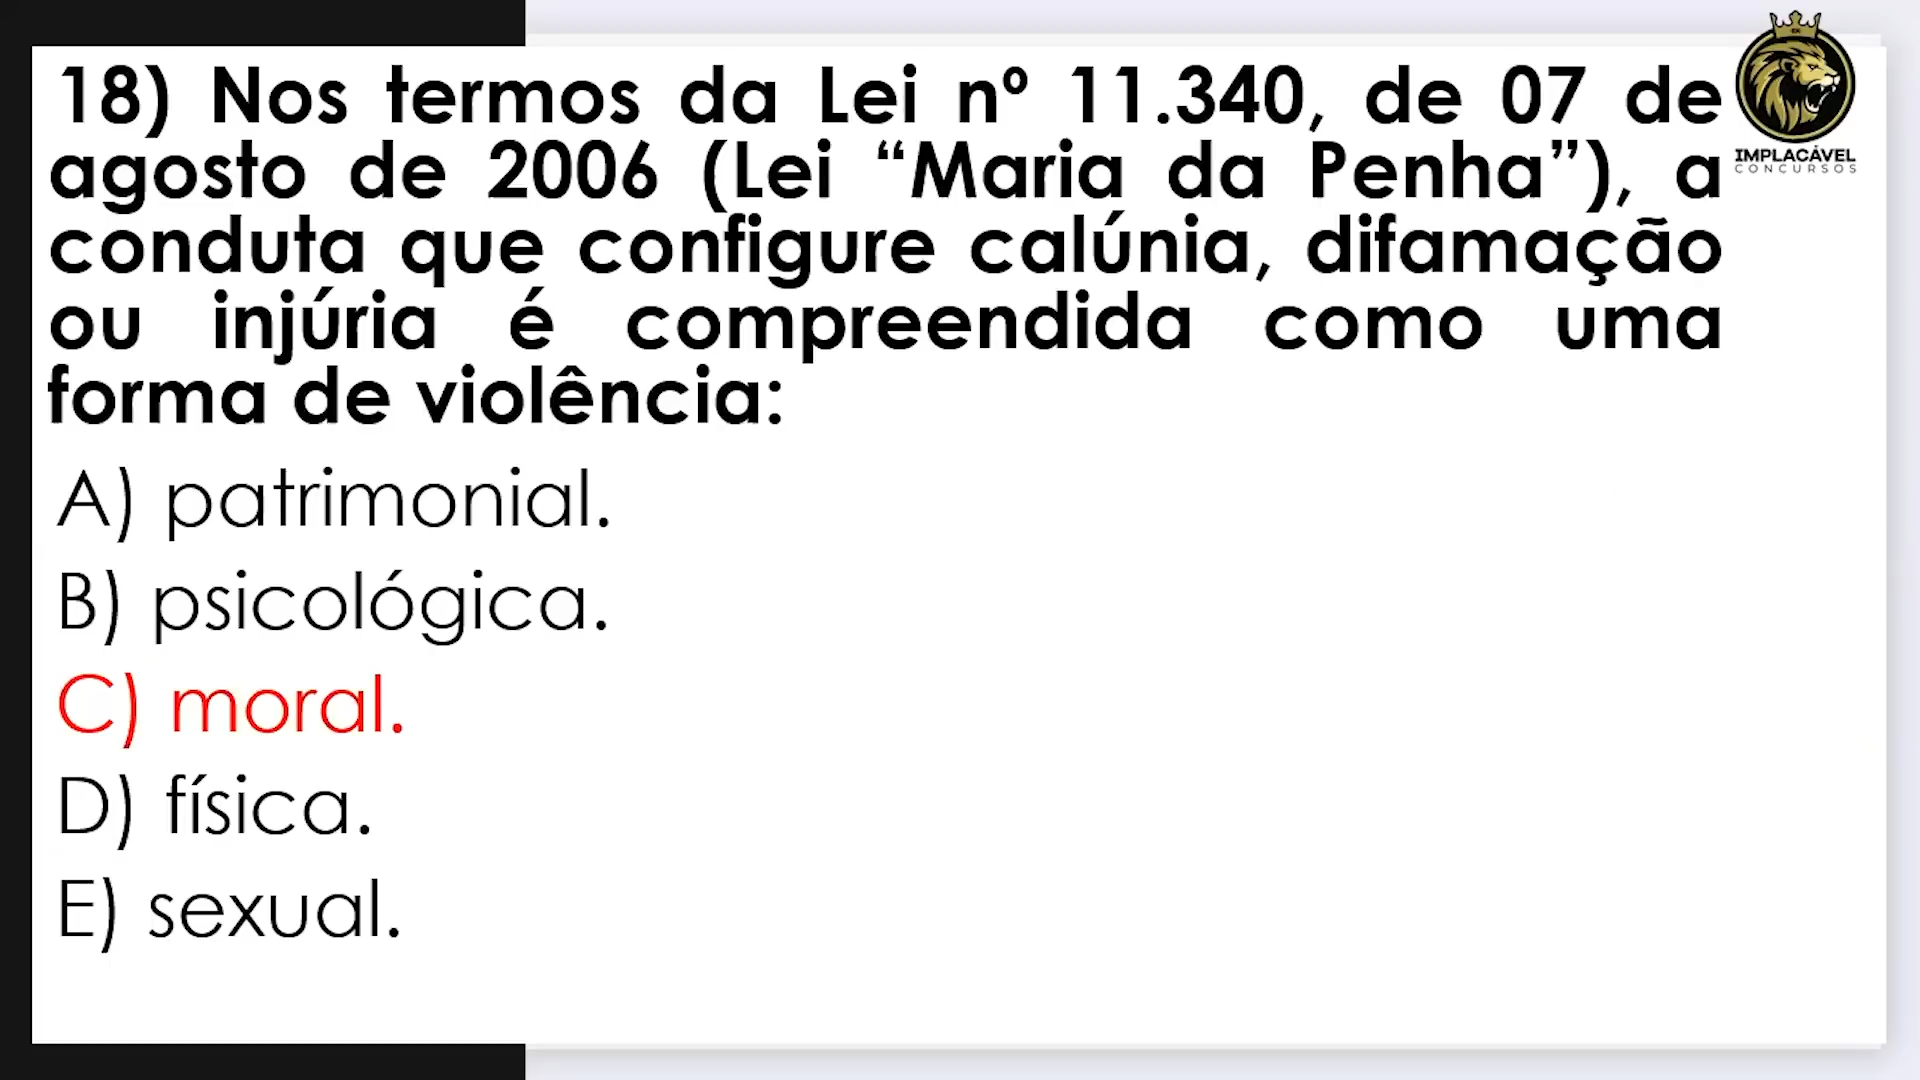 18) Nos termos da Lei nº 11.340, de 07 de
agosto de 2006 (Lei “Maria da Penha”), a
conduta que configure calúnia, difamação
ou injúria é compreendida como uma
forma de violência:
A) patrimonial.
B) psicológica.
C) moral.
D) física.
E) sexual.
IMPLACÁVEL
CONCURSOS